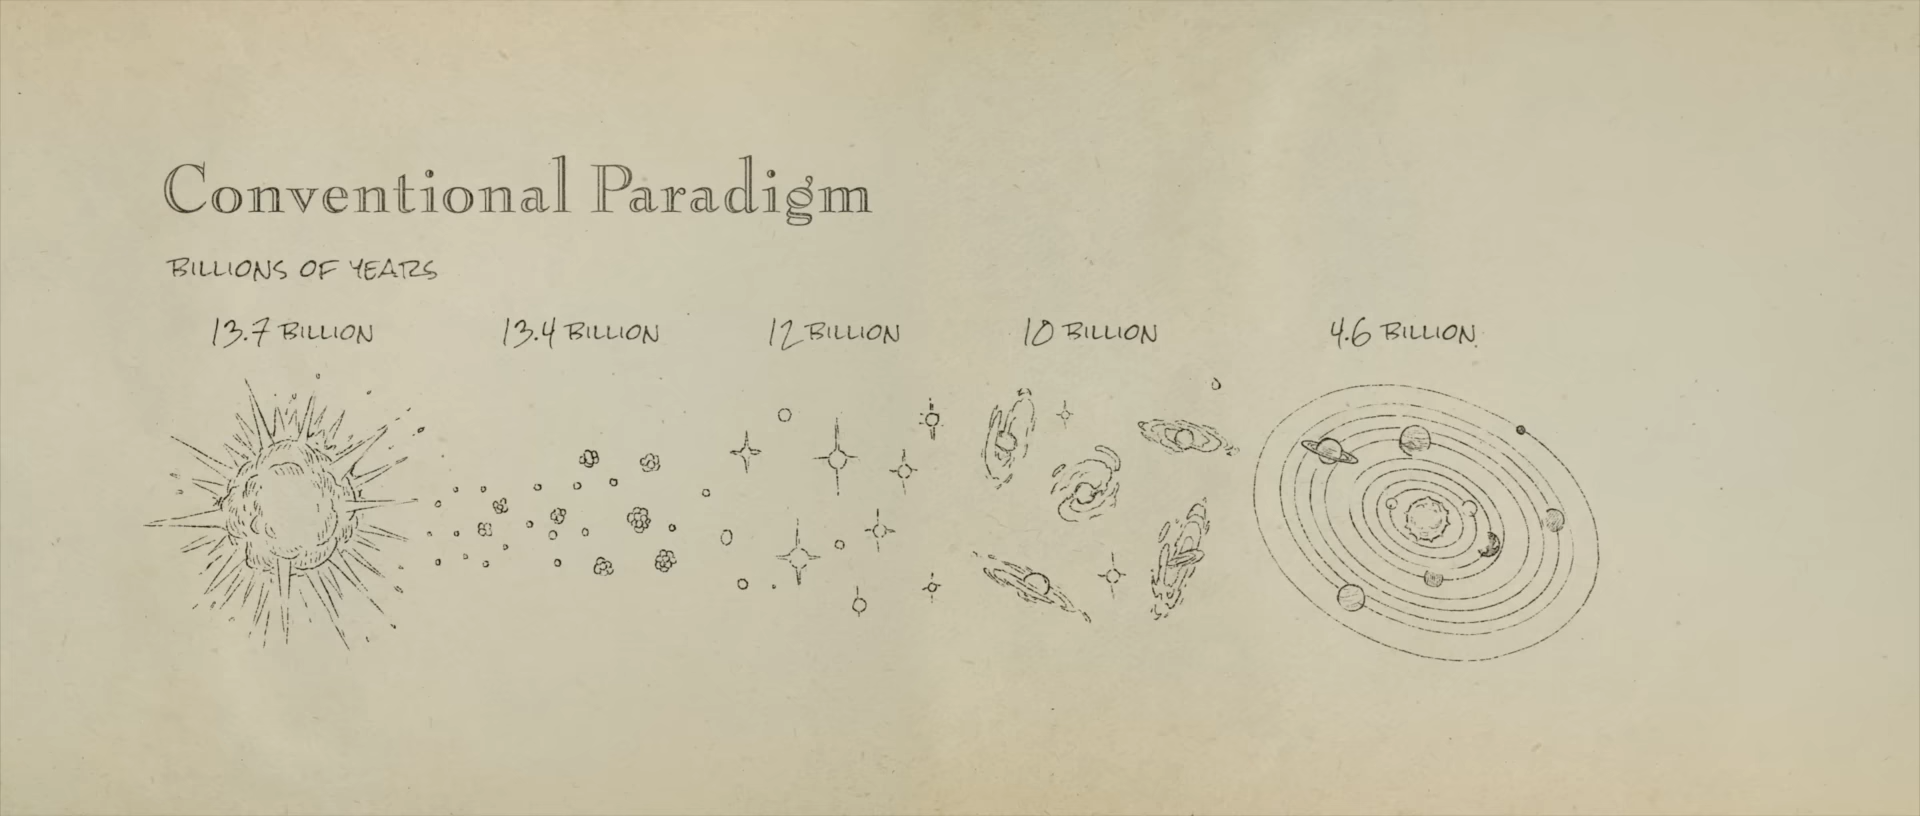 Conventional Paradigm
BILLIONS OF YEARS
13.7 BILLION 13.4 BILLION 12 BILLION 10 BILLION 4.6 BILLION